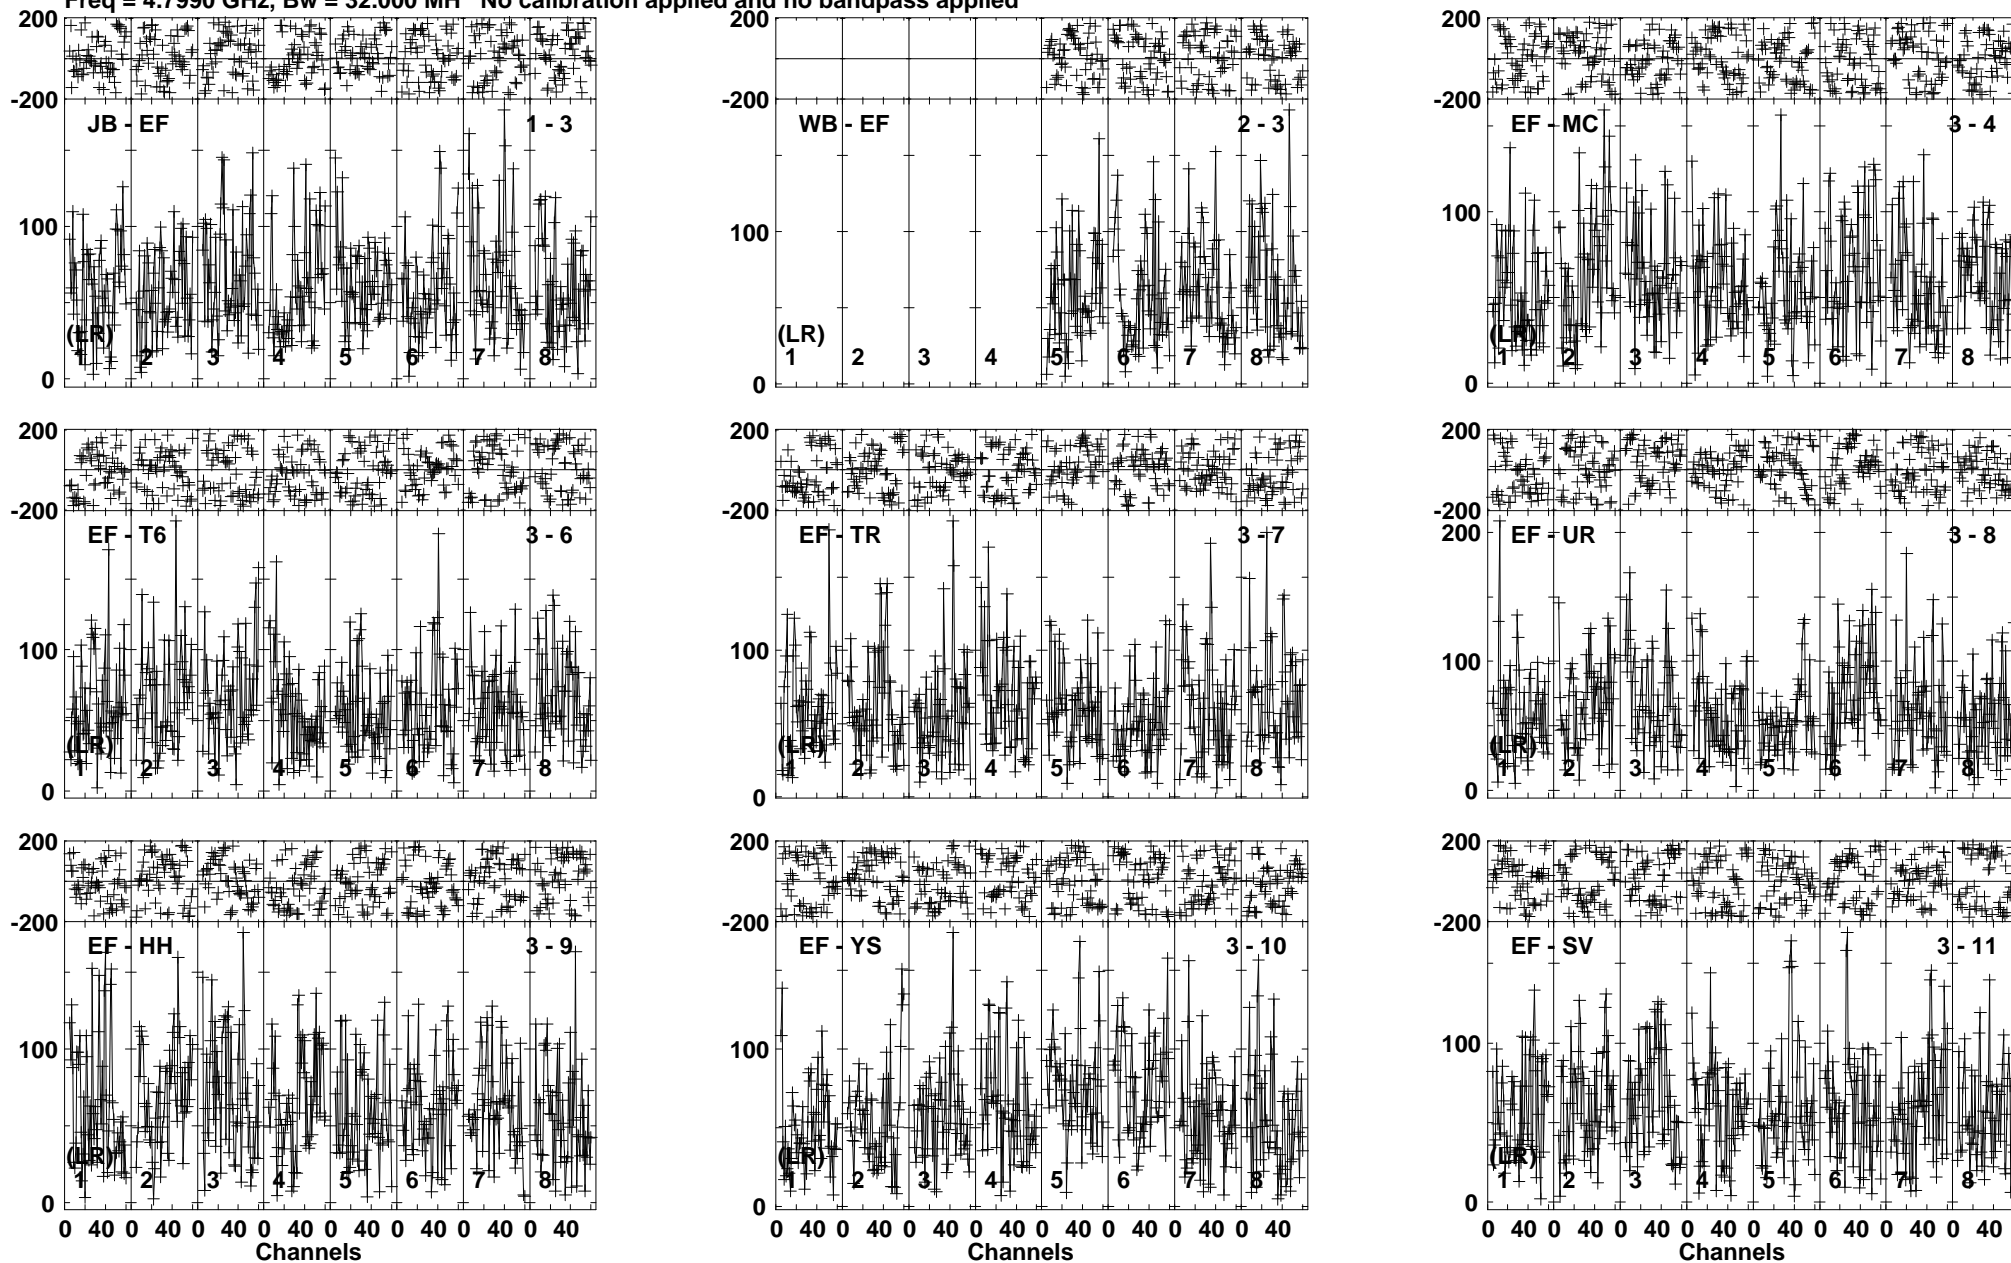 Freq = 4.7990 GHz, Bw = 32.000 MH No calibration applied and no bandpass applied
200 200 200
-200 -200 -200
JB - EF 1 - 3 WB - EF 2 - 3 EF - MC 3 - 4
100 100 100
(LR) (LR) (LR)
1 2 3 4 5 6 7 8 1 2 3 4 5 6 7 8 1 2 3 4 5 6 7 8
0 0 0
200 200 200
-200 -200 -200
EF - T6 3 - 6 EF - TR 3 - 7 EF - UR 3 - 8
200
100 100 100
(LR) (LR) (LR)
1 2 3 4 5 6 7 8 1 2 3 4 5 6 7 8 1 2 3 4 5 6 7 8
0 0 0
200 200 200
-200 -200 -200
EF - HH 3 - 9 EF - YS 3 - 10 EF - SV 3 - 11
100 100 100
(LR) (LR) (LR)
1 2 3 4 5 6 7 8 1 2 3 4 5 6 7 8 1 2 3 4 5 6 7 8
0 0 0
0 40 0 40 0 40 0 40 0 40 0 40 0 40 0 40 0 40 0 40 0 40 0 40 0 40 0 40 0 40 0 40 0 40 0 40 0 40 0 40 0 40 0 40 0 40 0 40
Channels Channels Channels